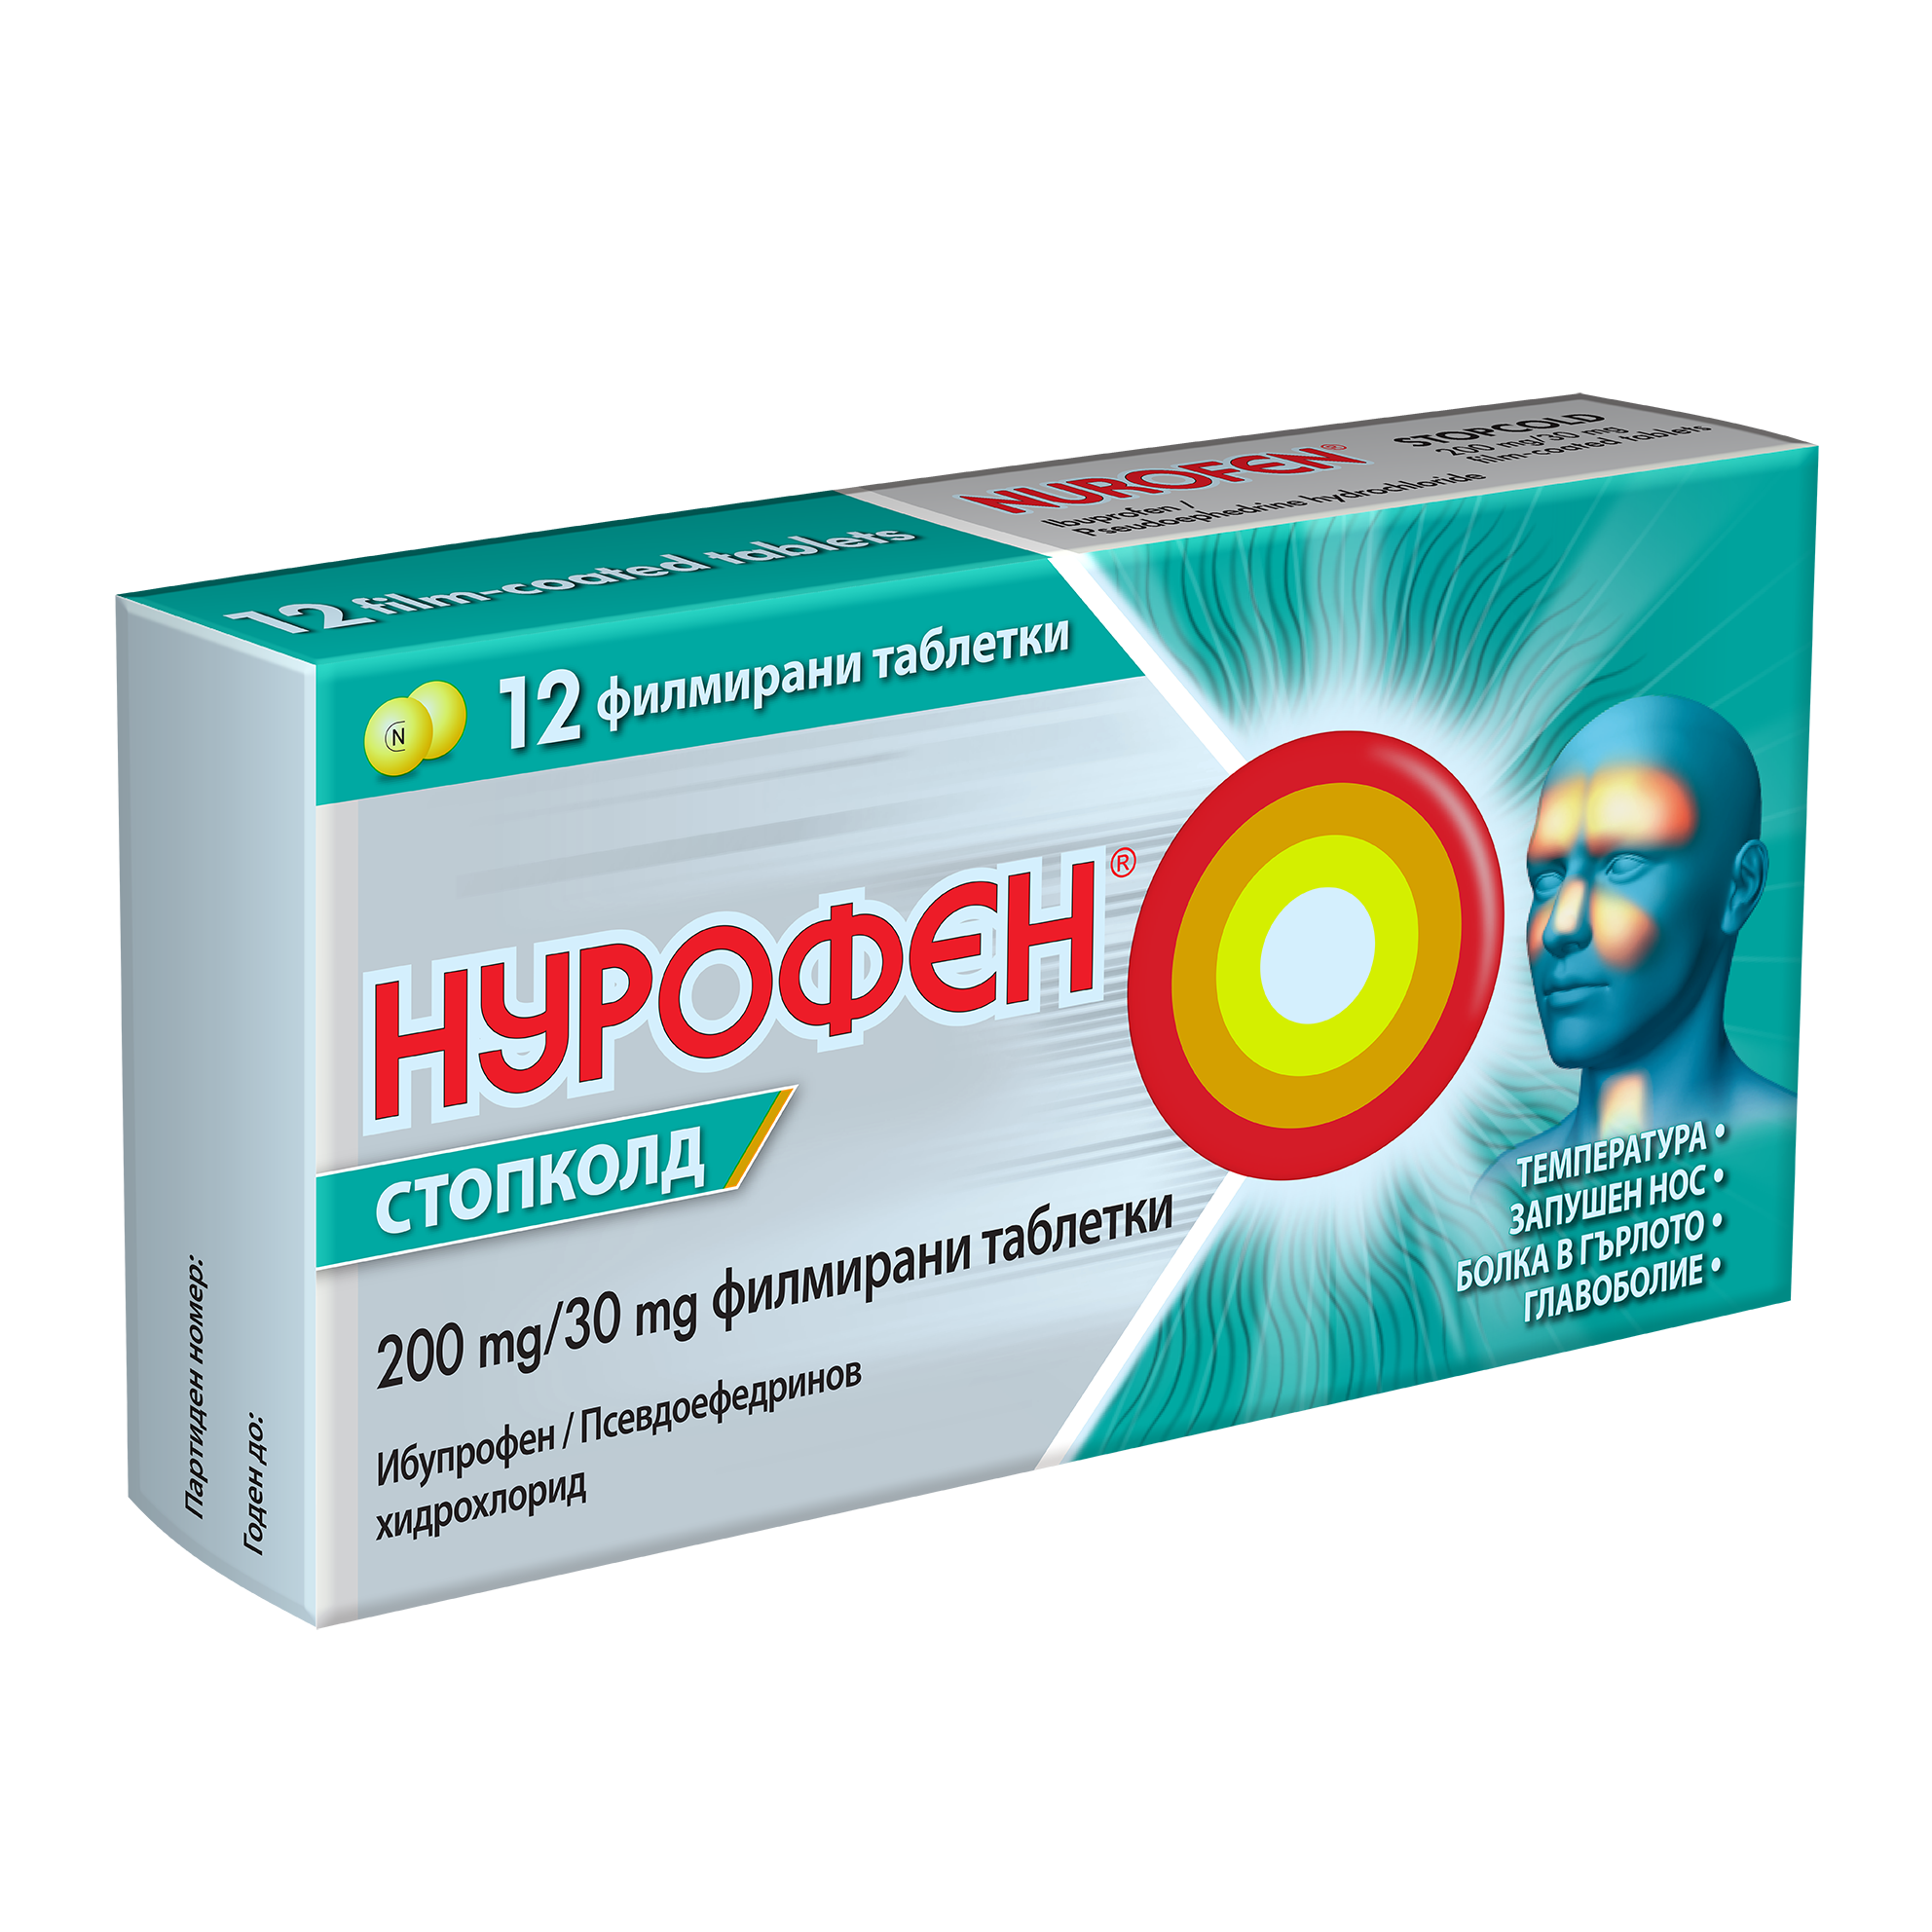 12 film-coated tablets
NUROFEN®
STOPCOLD
200 mg/30 mg
film-coated tablets
Ibuprofen /
Pseudoephedrine hydrochloride
N
12 филмирани таблетки
НУРОФЕН®
СТОПКОЛД
200 mg/30 mg филмирани таблетки
Ибупрофен / Псевдоефедринов
хидрохлорид
ТЕМПЕРАТУРА •
ЗАПУШЕН НОС •
БОЛКА В ГЪРЛОТО •
ГЛАВОБОЛИЕ •
Партиден номер:
Годен до: